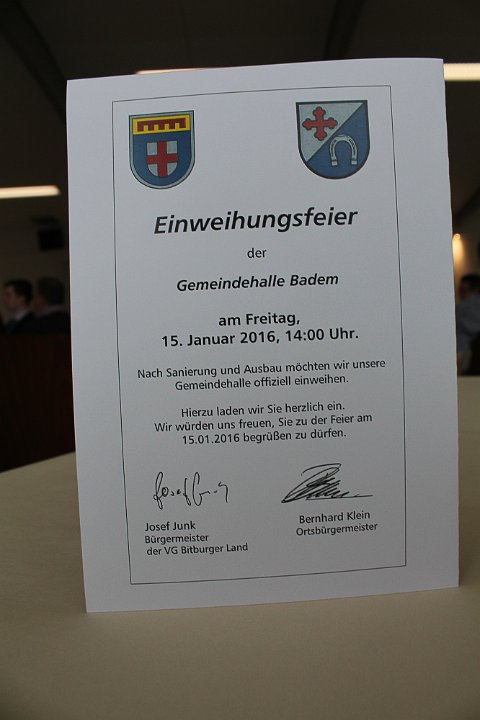 Einweihungsfeier
der
Gemeindehalle Badem
am Freitag,
15. Januar 2016, 14:00 Uhr.
Nach Sanierung und Ausbau möchten wir unsere
Gemeindehalle offiziell einweihen.
Hierzu laden wir Sie herzlich ein.
Wir würden uns freuen, Sie zu der Feier am
15.01.2016 begrüßen zu dürfen.
Josef Junk
Bürgermeister
der VG Bitburger Land
Bernhard Klein
Ortsbürgermeister